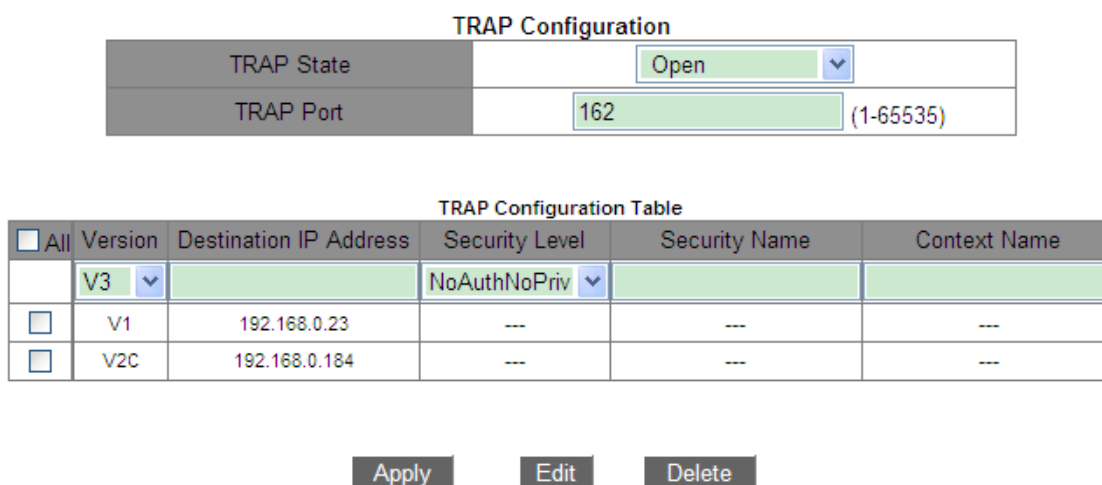 TRAP Configuration
TRAP State Open
TRAP Port 162 (1-65535)
TRAP Configuration Table
All Version Destination IP Address Security Level Security Name Context Name
V3 NoAuthNoPriv
V1 192.168.0.23 --- --- ---
V2C 192.168.0.184 --- --- ---
Apply Edit Delete